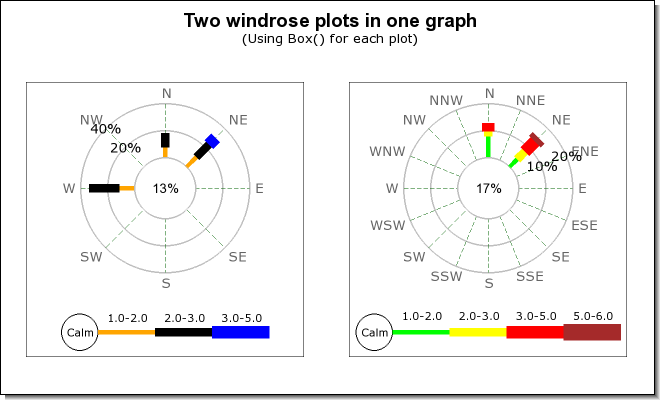 Two windrose plots in one graph
(Using Box() for each plot)
N
NW
NE
40%
20%
W
13%
E
SW
SE
S
Calm
1.0-2.0
2.0-3.0
3.0-5.0
N
NNW
NNE
NW
NE
WNW
ENE
20%
10%
W
17%
E
WSW
ESE
SW
SE
SSW
SSE
S
Calm
1.0-2.0
2.0-3.0
3.0-5.0
5.0-6.0